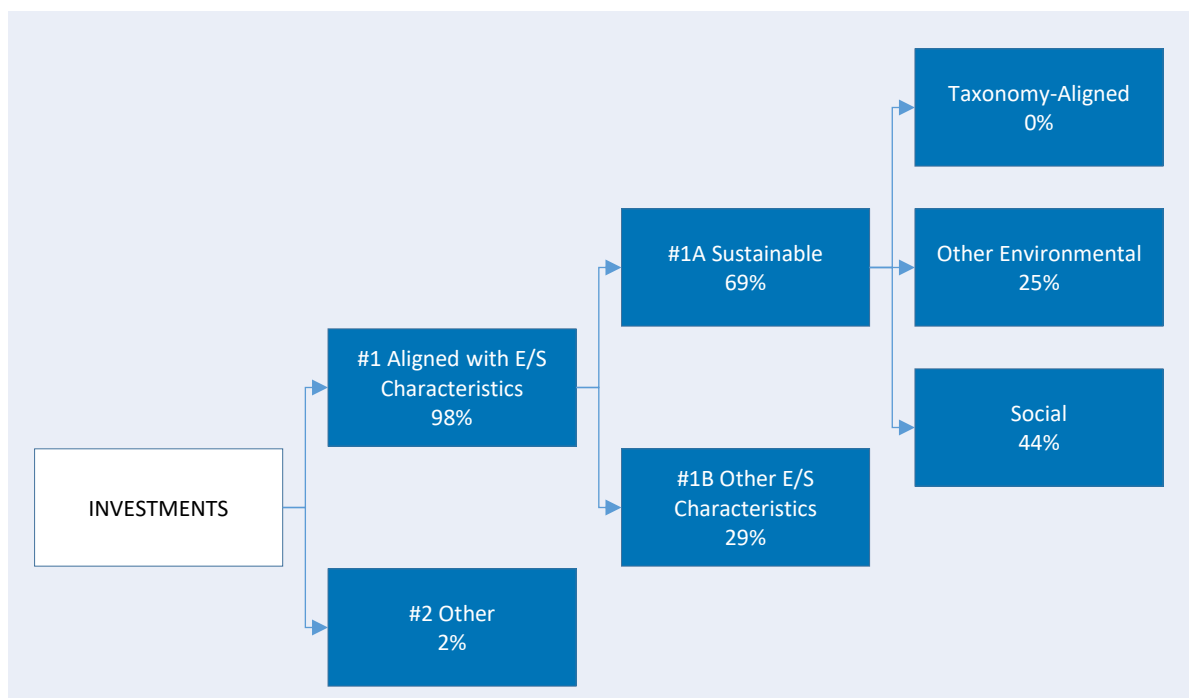 INVESTMENTS
#1 Aligned with E/S
Characteristics
98%
#2 Other
2%
#1A Sustainable
69%
#1B Other E/S
Characteristics
29%
Taxonomy-Aligned
0%
Other Environmental
25%
Social
44%